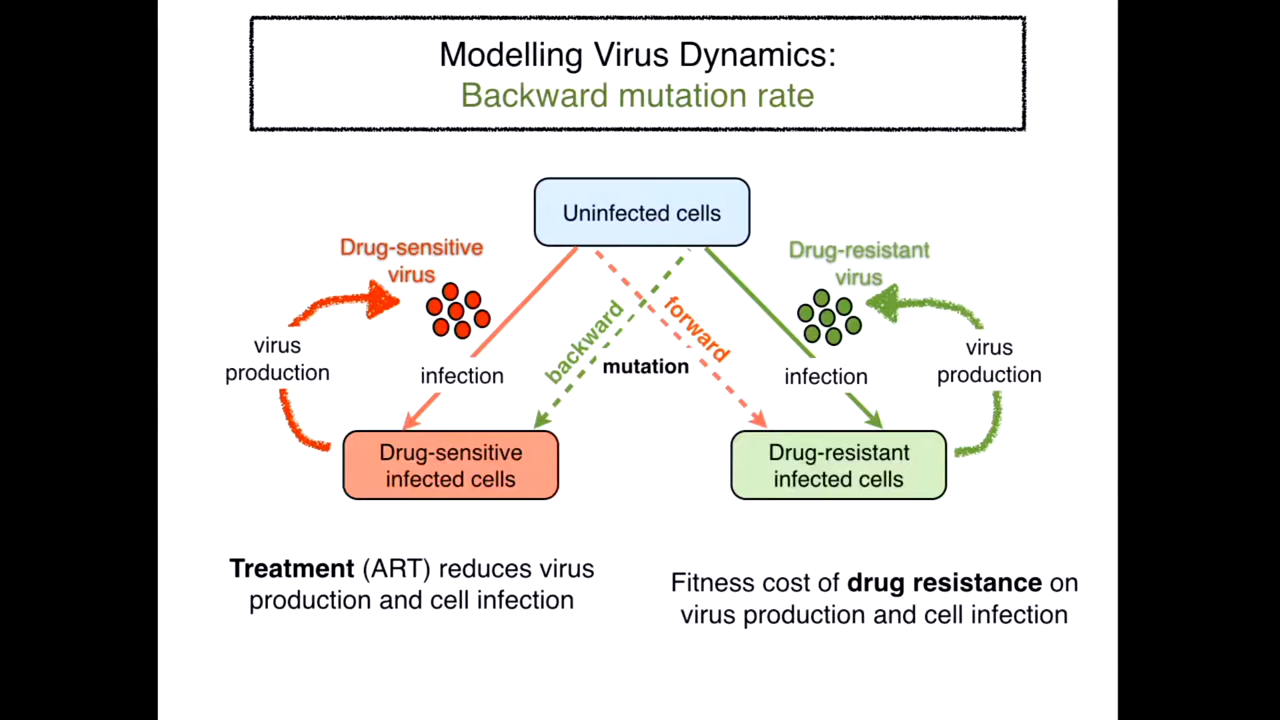 Modelling Virus Dynamics:
Backward mutation rate
Uninfected cells
Drug-sensitive
virus
Drug-resistant
virus
backward
forward
mutation
virus
production
infection
infection
virus
production
Drug-sensitive
infected cells
Drug-resistant
infected cells
Treatment (ART) reduces virus
production and cell infection
Fitness cost of drug resistance on
virus production and cell infection